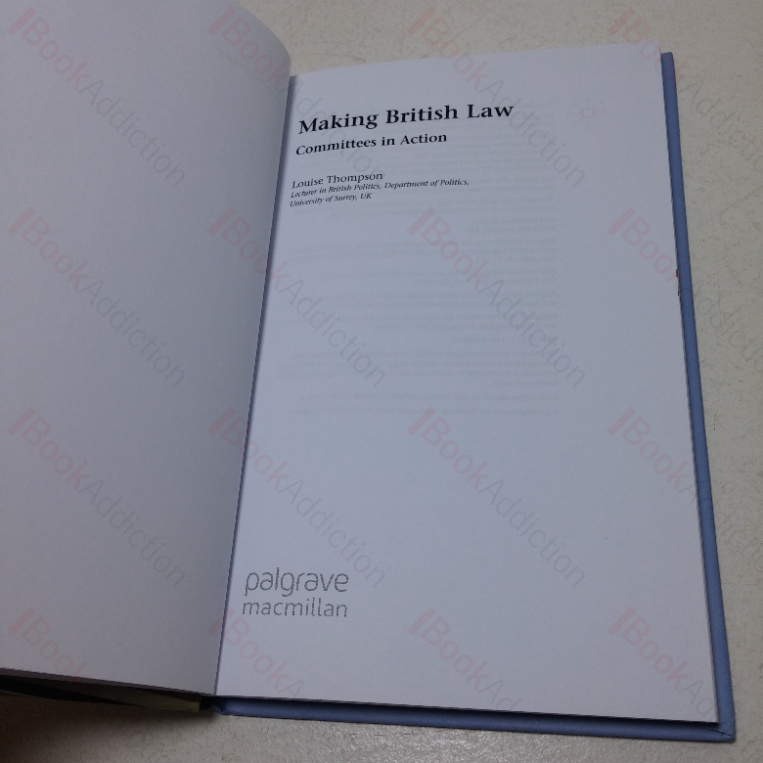 Making British Law
Committees in Action
Louise Thompson
Lecturer in British Politics, Department of Politics,
University of Surrey, UK
palgrave
macmillan
BookAddiction